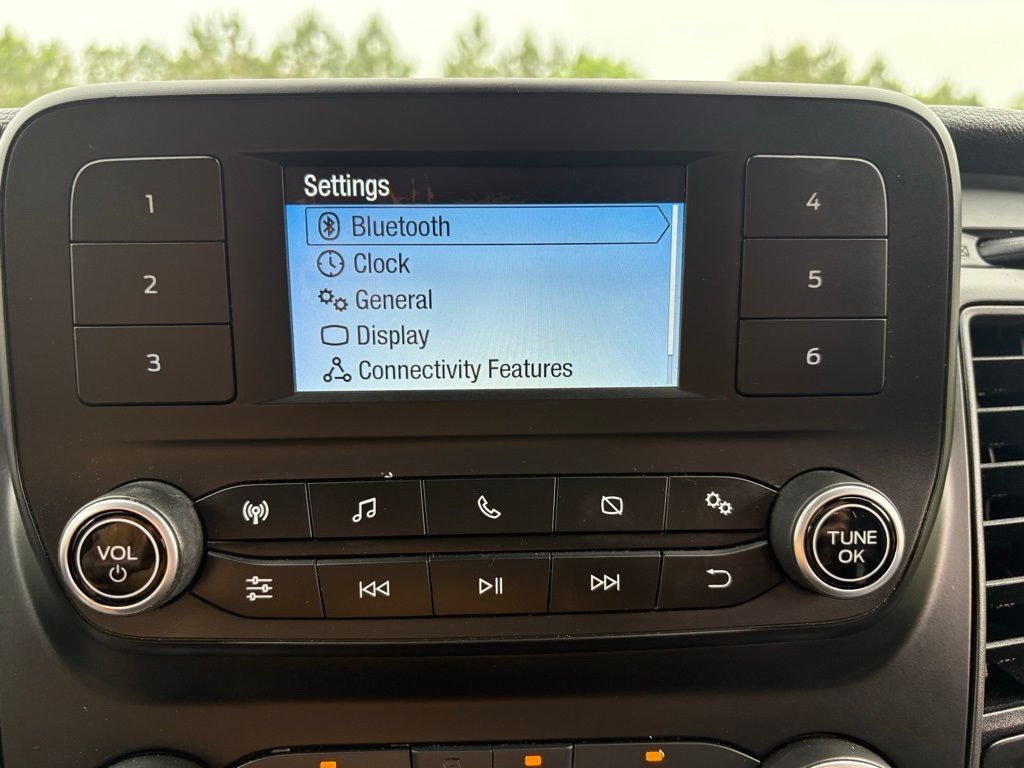 Settings
Bluetooth
Clock
General
Display
Connectivity Features
1
2
3
4
5
6
VOL
TUNE
OK